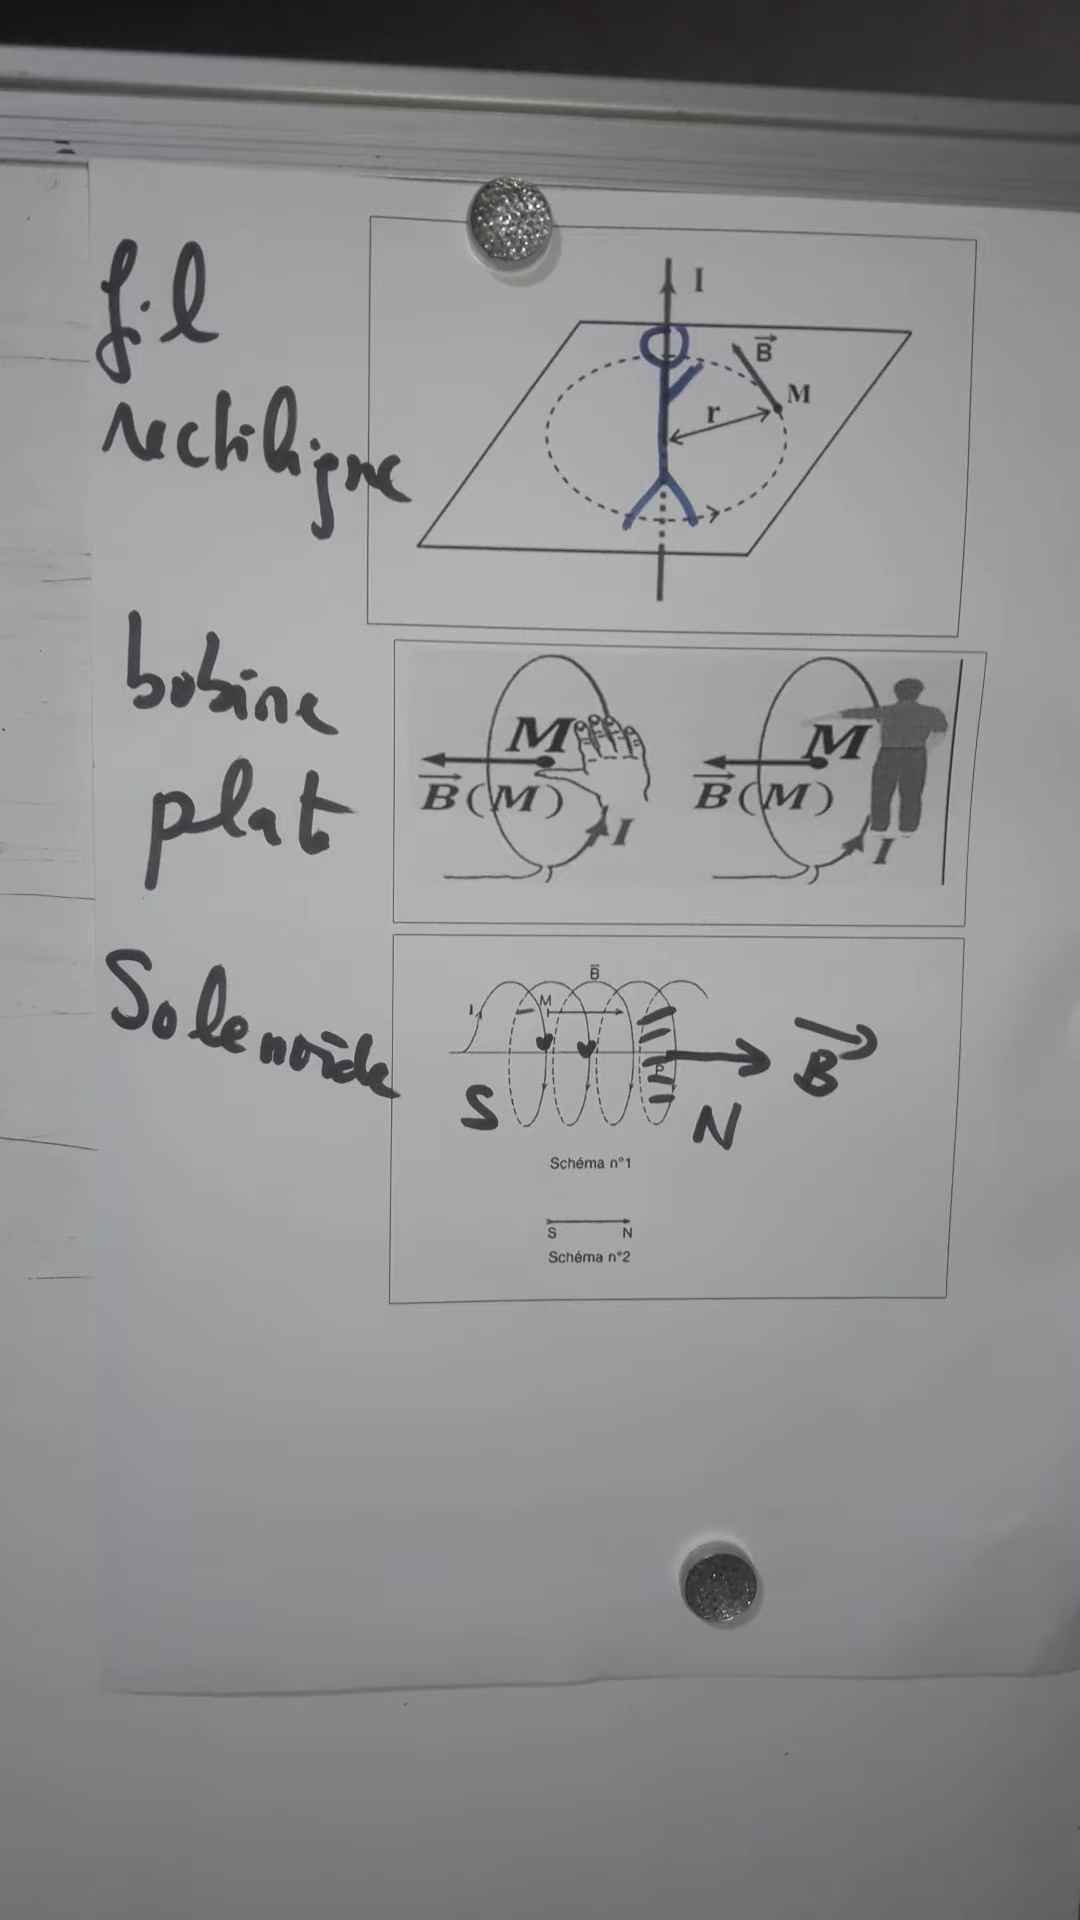 fil
rectiligne
I
B
M
r
bobine
plat
M
B(M)
I
M
B(M)
I
Solenoïde
I
M
B
P
S
N
B
Schéma n°1
S
N
Schéma n°2